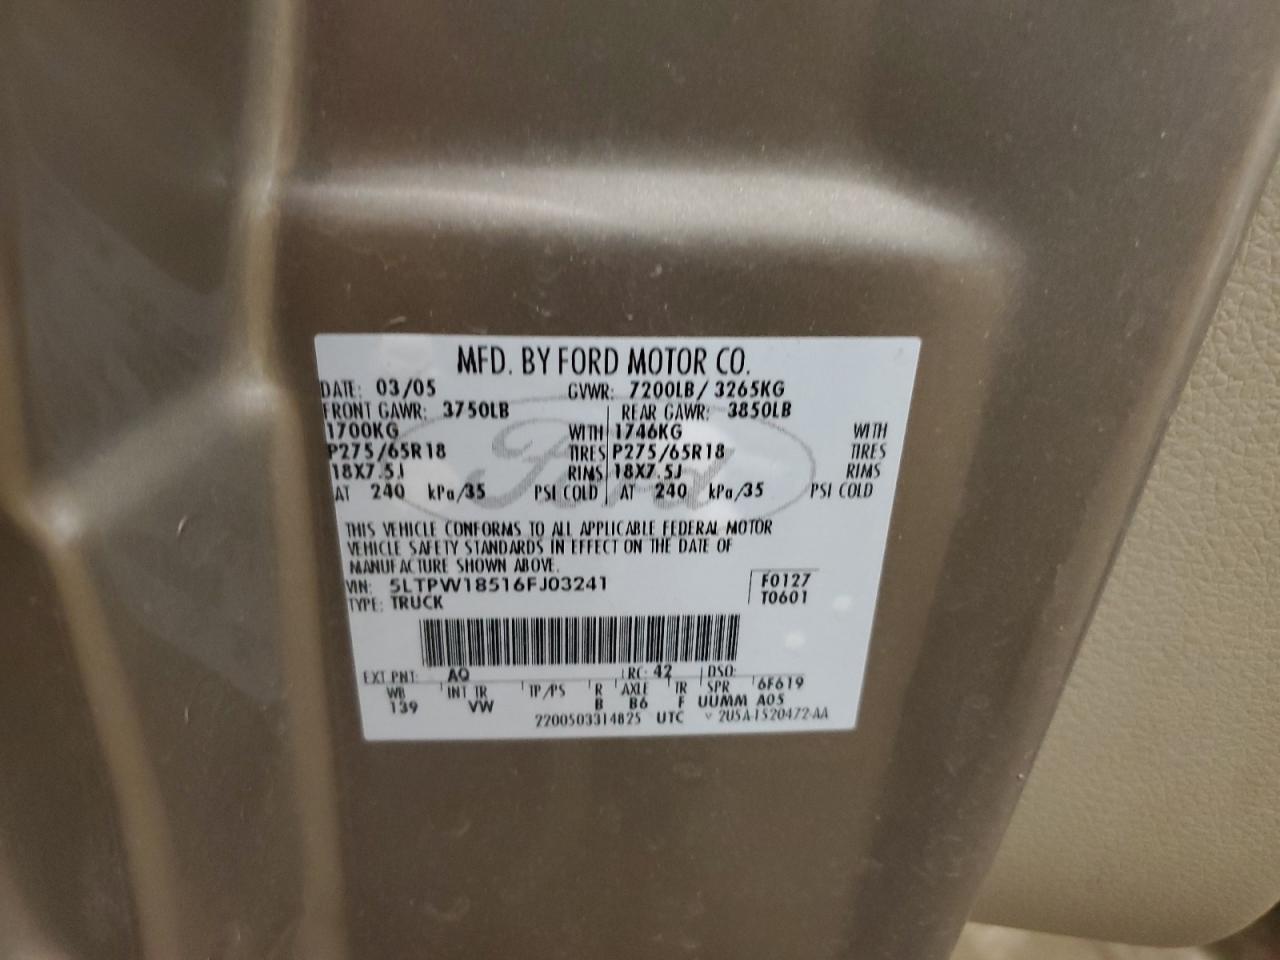 MFD. BY FORD MOTOR CO.
DATE: 03/05 GVWR: 7200LB/ 3265KG
FRONT GAWR: 3750LB REAR GAWR: 3850LB
1700KG WITH 1746KG WITH
P275/65R18 TIRES P275/65R18 TIRES
18X7.5J RIMS 18X7.5J RIMS
AT 240 kPa/35 PSI COLD AT 240 kPa/35 PSI COLD
Ford
THIS VEHICLE CONFORMS TO ALL APPLICABLE FEDERAL MOTOR
VEHICLE SAFETY STANDARDS IN EFFECT ON THE DATE OF
MANUFACTURE SHOWN ABOVE.
VIN: 5LTPW18516FJ03241 F0127
TYPE: TRUCK T0601
EXT PNT: AQ RC: 42 DSO:
WB INT TR TP/PS R AXLE TR SPR 6F619
139 VW B B6 F UUMM A05
2200503314825 UTC 2U5A-1520472-AA